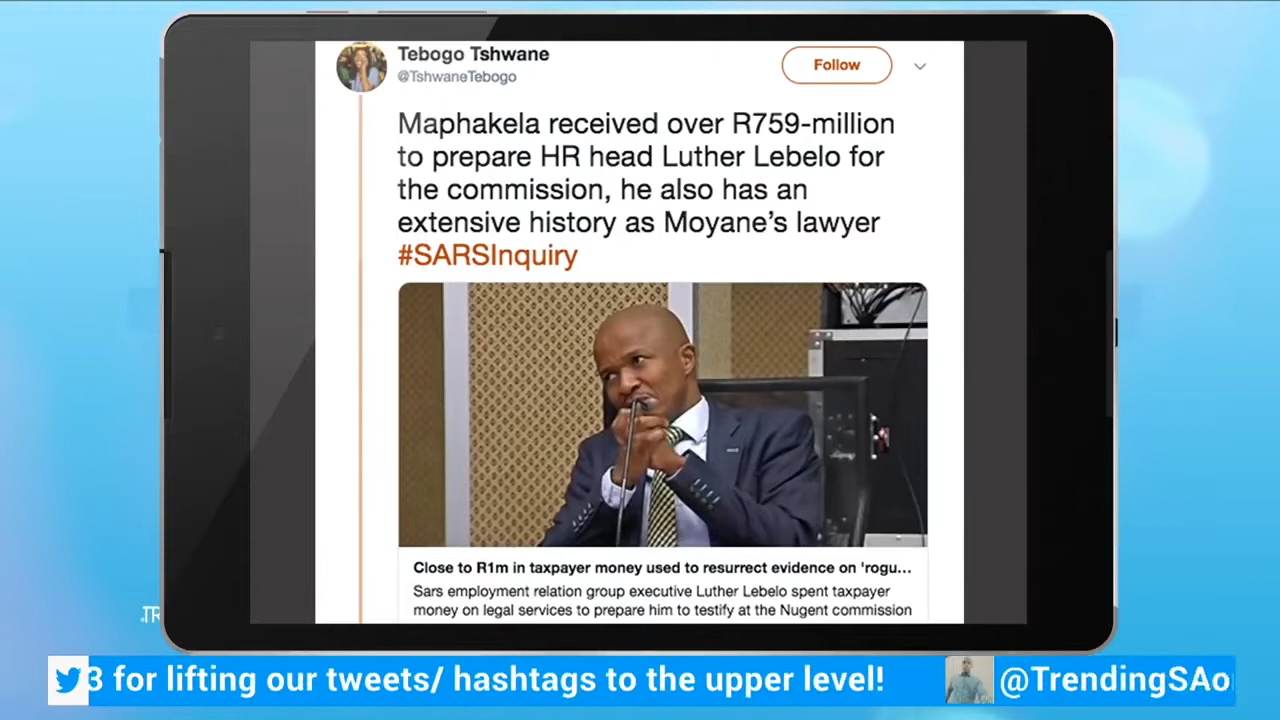 Tebogo Tshwane
@TshwaneTebogo
Follow
Maphakela received over R759-million
to prepare HR head Luther Lebelo for
the commission, he also has an
extensive history as Moyane's lawyer
#SARSInquiry
Close to R1m in taxpayer money used to resurrect evidence on 'rogu...
Sars employment relation group executive Luther Lebelo spent taxpayer
money on legal services to prepare him to testify at the Nugent commission
.TR
3 for lifting our tweets/ hashtags to the upper level!
@TrendingSAo